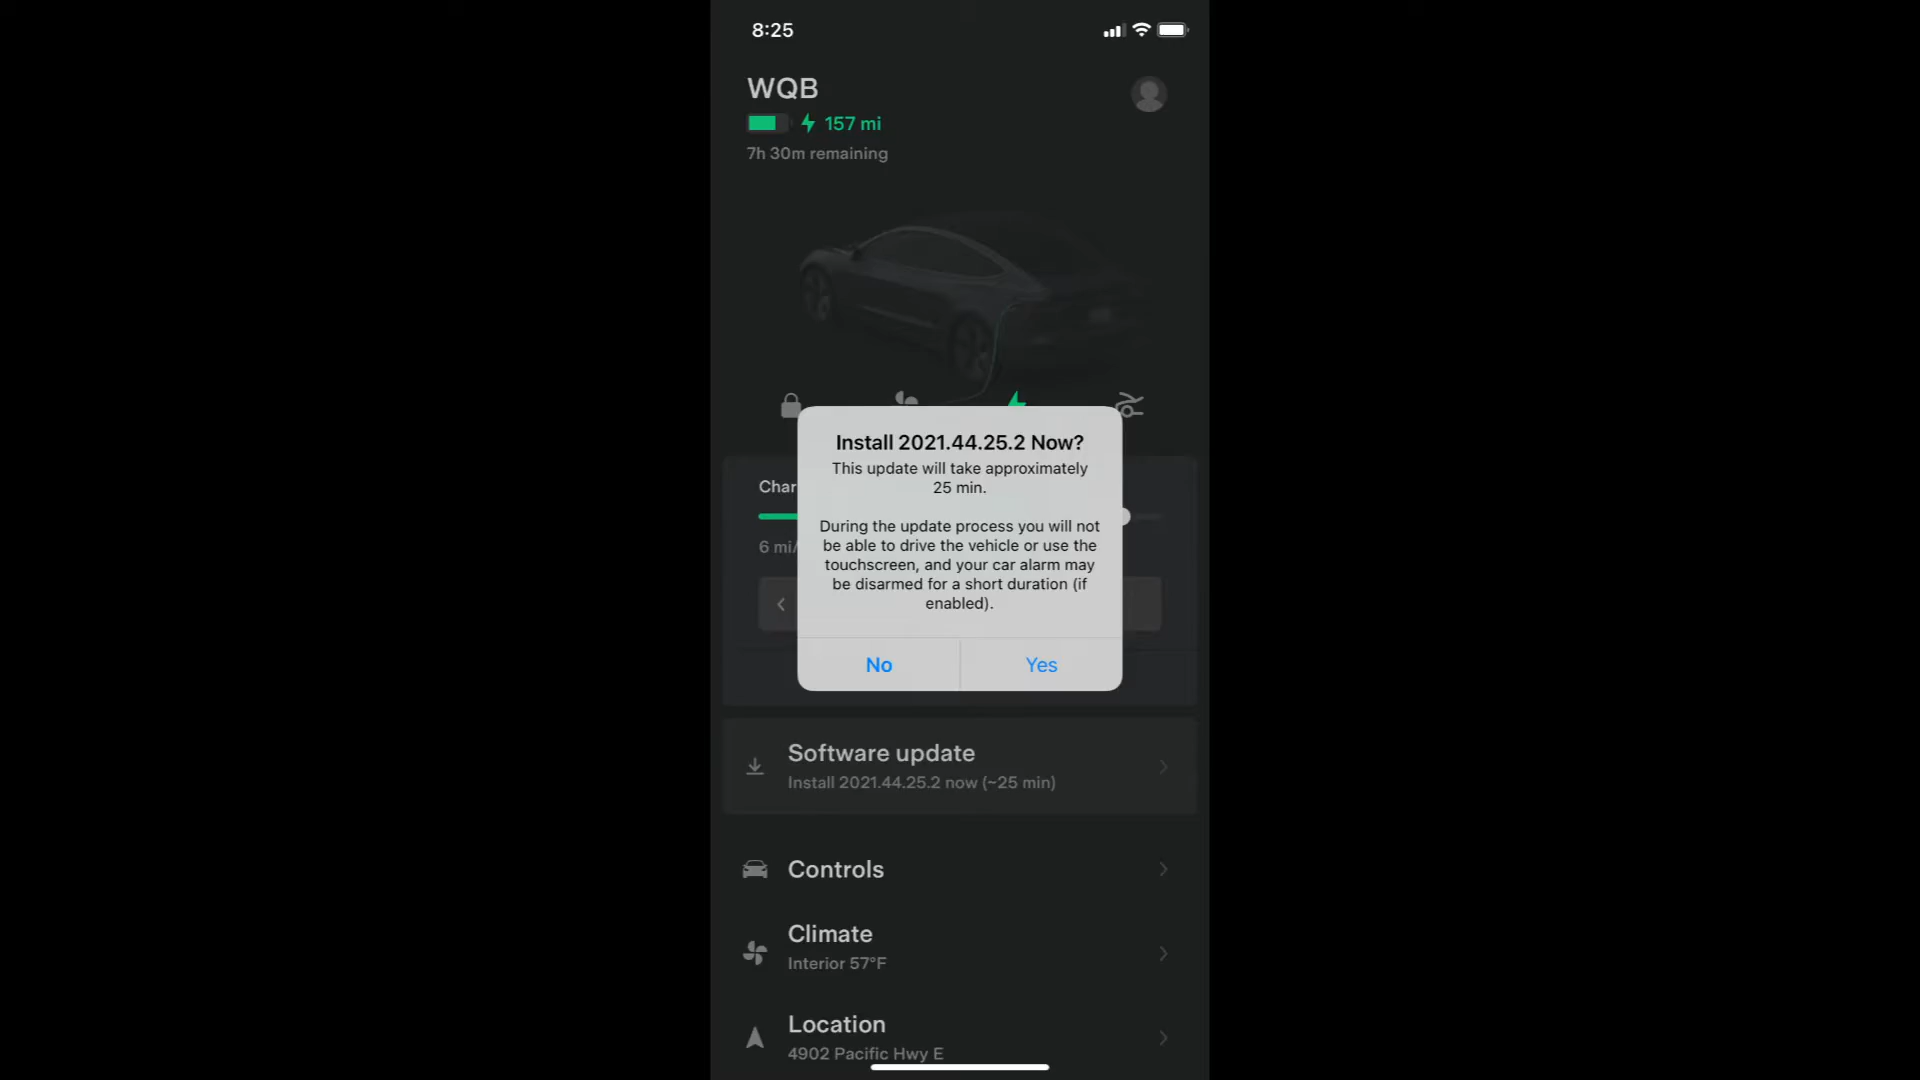 8:25
WQB
157 mi
7h 30m remaining
Install 2021.44.25.2 Now?
This update will take approximately
25 min.
Char
6 mi/
During the update process you will not
be able to drive the vehicle or use the
touchscreen, and your car alarm may
be disarmed for a short duration (if
enabled).
No
Yes
Software update
Install 2021.44.25.2 now (~25 min)
Controls
Climate
Interior 57°F
Location
4902 Pacific Hwy E